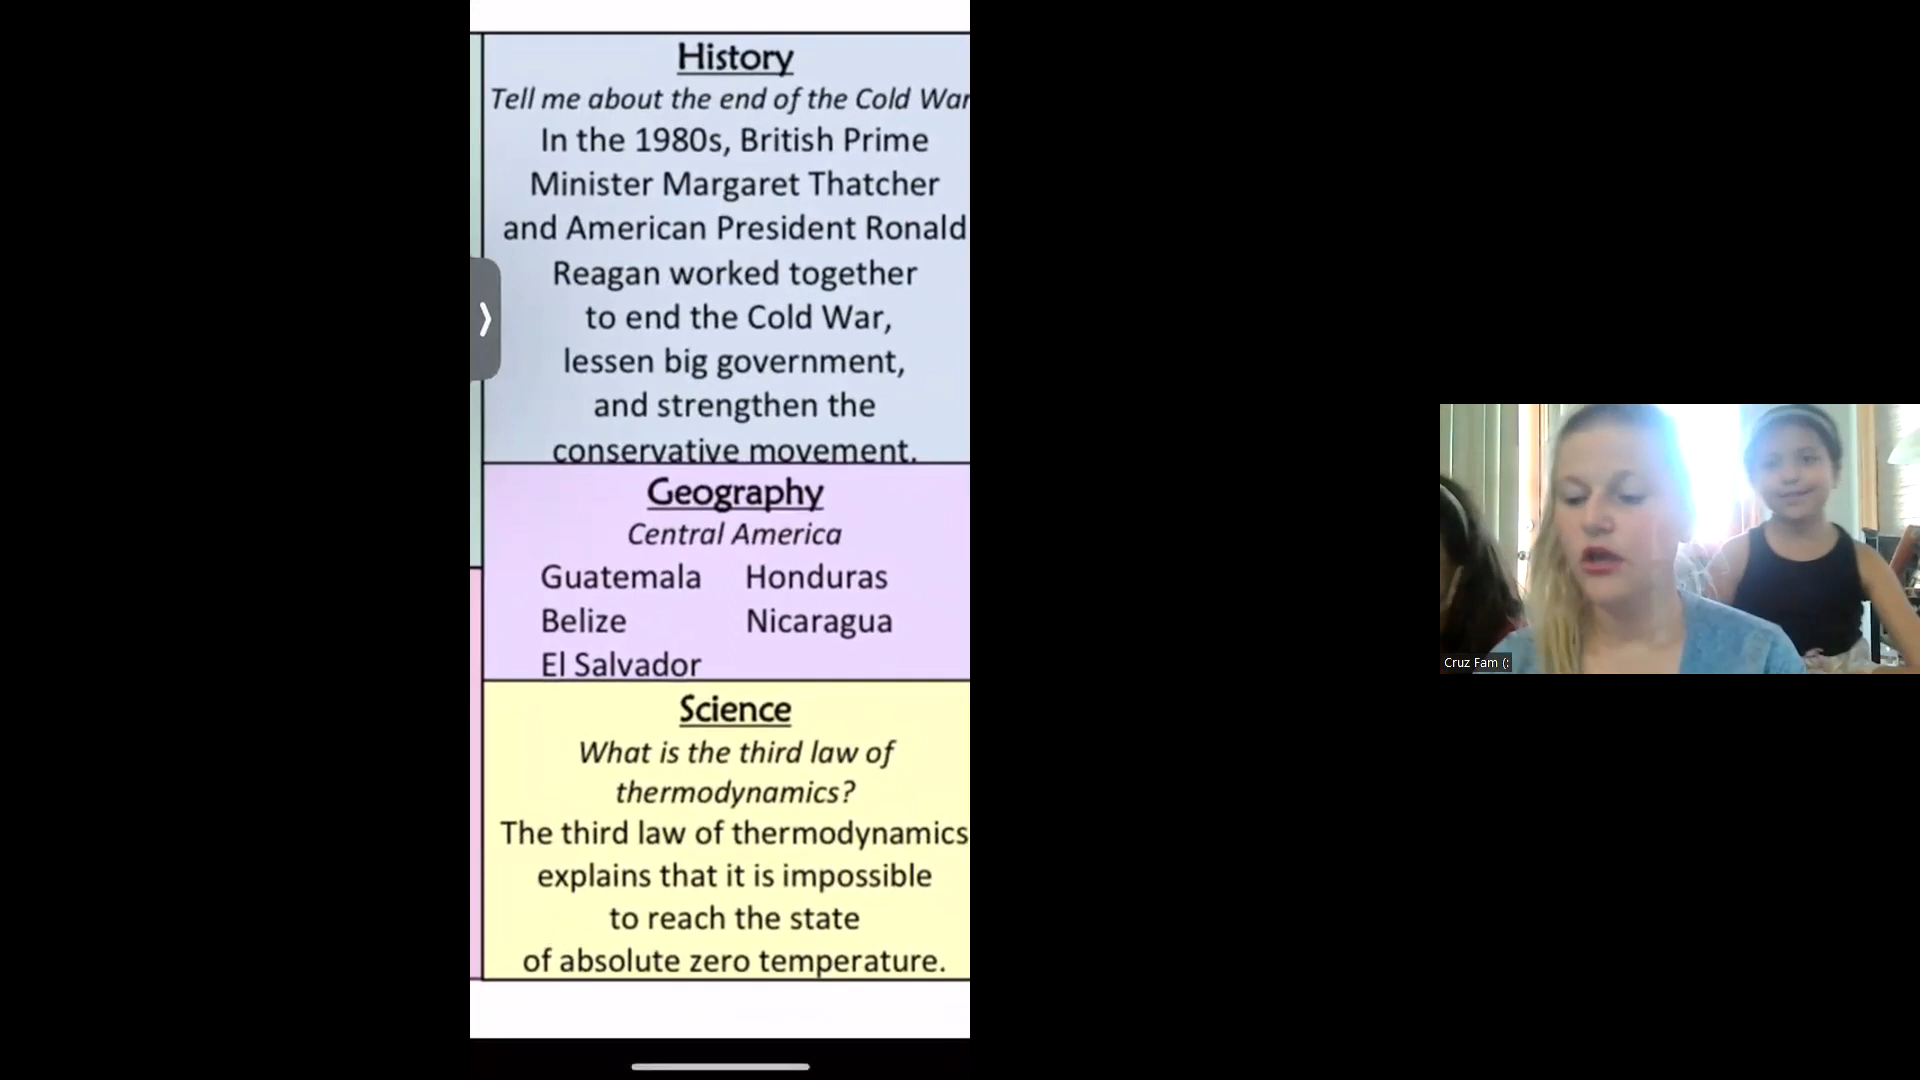 History
Tell me about the end of the Cold War
In the 1980s, British Prime
Minister Margaret Thatcher
and American President Ronald
Reagan worked together
to end the Cold War,
lessen big government,
and strengthen the
conservative movement.
Geography
Central America
Guatemala Honduras
Belize Nicaragua
El Salvador
Science
What is the third law of
thermodynamics?
The third law of thermodynamics
explains that it is impossible
to reach the state
of absolute zero temperature.
Cruz Fam (: